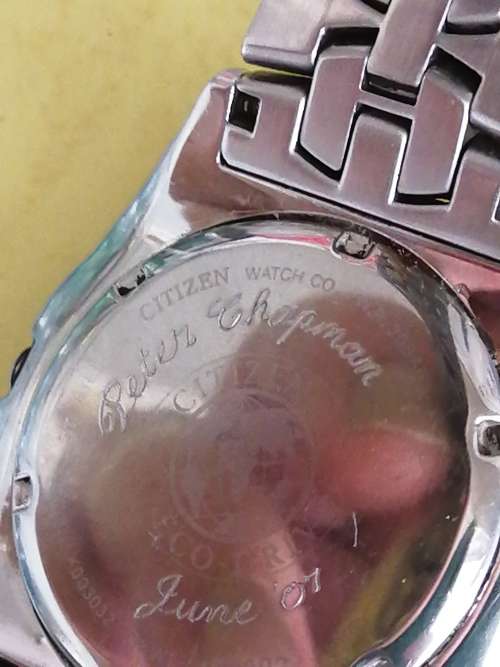 CITIZEN WATCH CO
Peter Chapman
CITIZEN
ECO-DRIVE
June '07